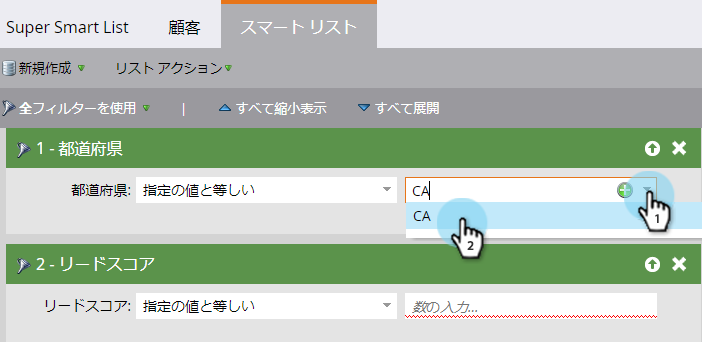 Super Smart List 顧客 スマート リスト
新規作成 リスト アクション
全フィルターを使用 | すべて縮小表示 すべて展開
1 - 都道府県
都道府県: 指定の値と等しい CA
1
CA
2
2 - リードスコア
リードスコア: 指定の値と等しい 数の入力...